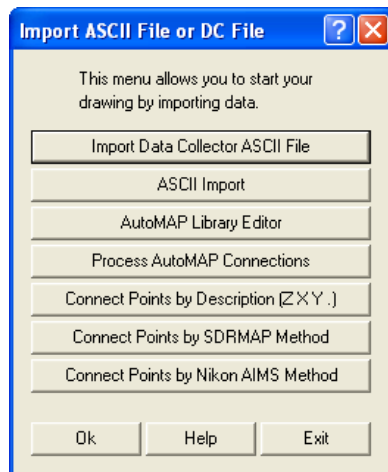 Import ASCII File or DC File
This menu allows you to start your
drawing by importing data.
Import Data Collector ASCII File
ASCII Import
AutoMAP Library Editor
Process AutoMAP Connections
Connect Points by Description (Z X Y .)
Connect Points by SDRMAP Method
Connect Points by Nikon AIMS Method
Ok Help Exit